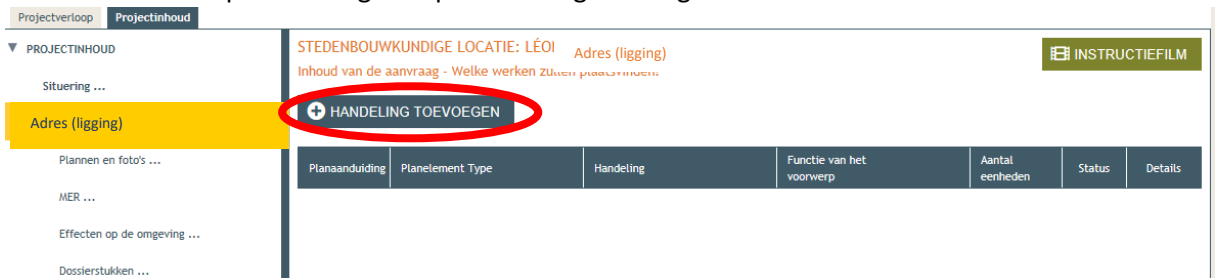 Projectverloop Projectinhoud
PROJECTINHOUD
Situering ...
Adres (ligging)
Plannen en foto's ...
MER ...
Effecten op de omgeving ...
Dossierstukken ...
STEDENBOUWKUNDIGE LOCATIE: LÉO Adres (ligging)
Inhoud van de aanvraag - Welke werken zullen plaatsvinden?
INSTRUCTIEFILM
HANDELING TOEVOEGEN
Planaanduiding Planelement Type Handeling Functie van het voorwerp Aantal eenheden Status Details